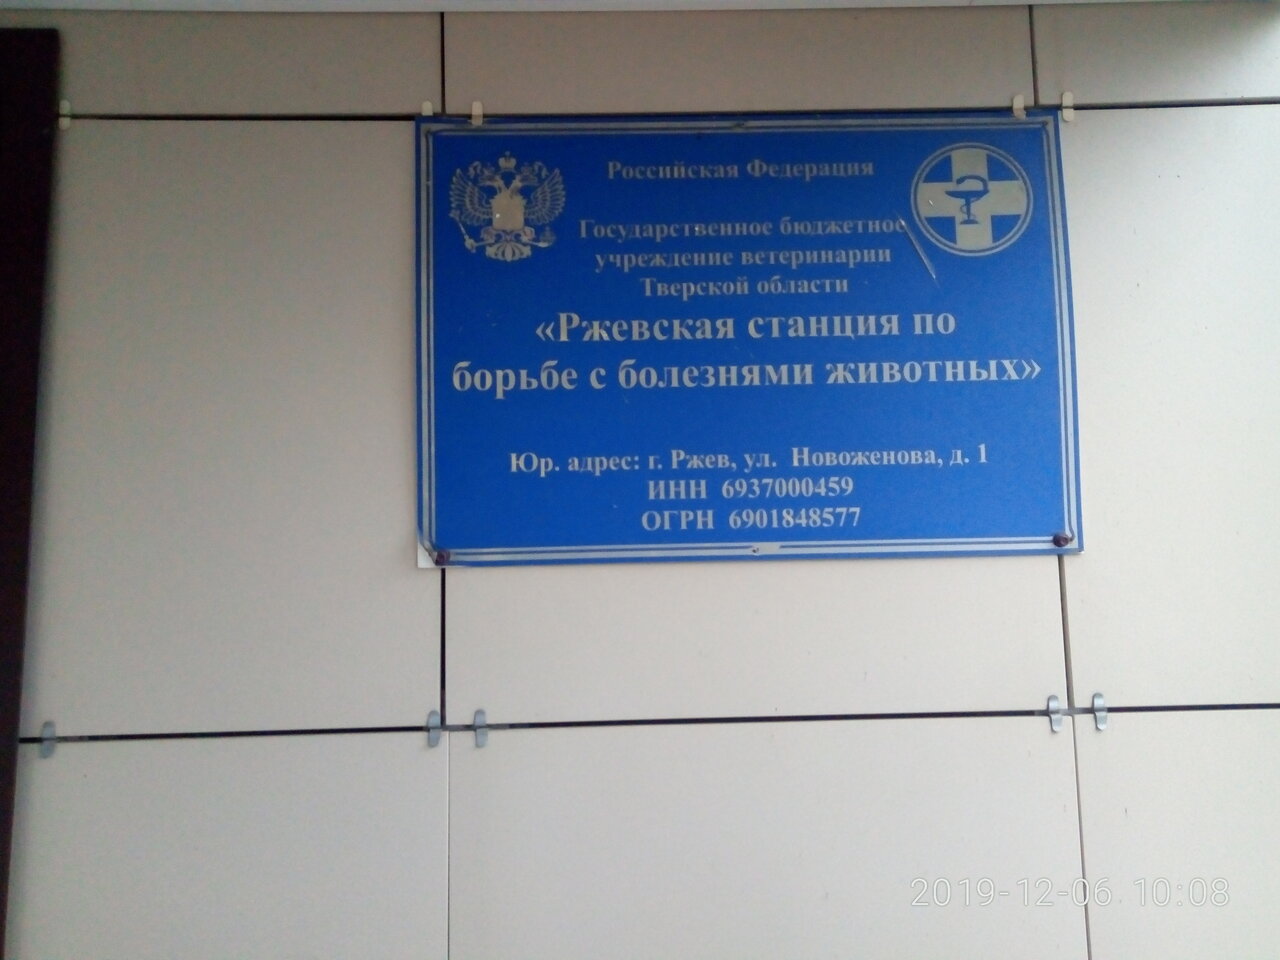 Российская Федерация
Государственное бюджетное
учреждение ветеринарии
Тверской области
«Ржевская станция по
борьбе с болезнями животных»
Юр. адрес: г. Ржев, ул. Новоженова, д. 1
ИНН 6937000459
ОГРН 6901848577
2019-12-06 10:08